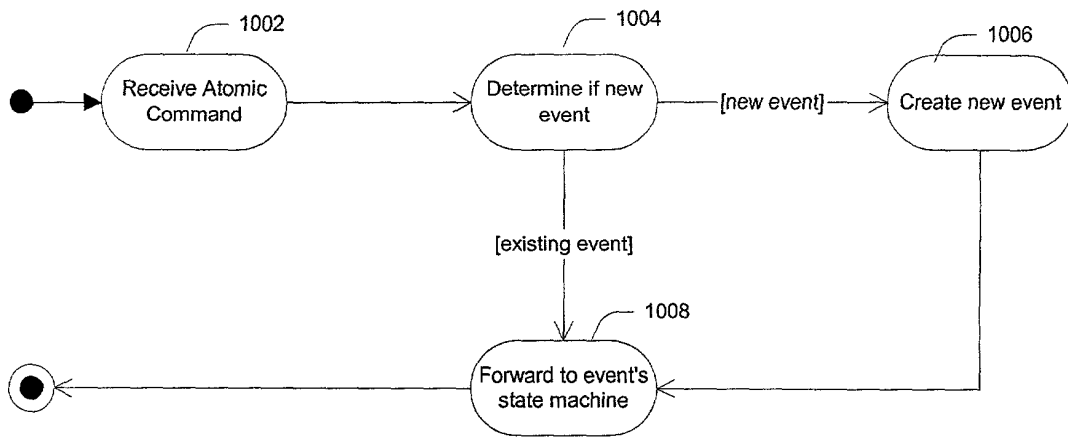 1002
1004
1006
Receive Atomic
Command
Determine if new
event
[new event]
Create new event
[existing event]
1008
Forward to event's
state machine